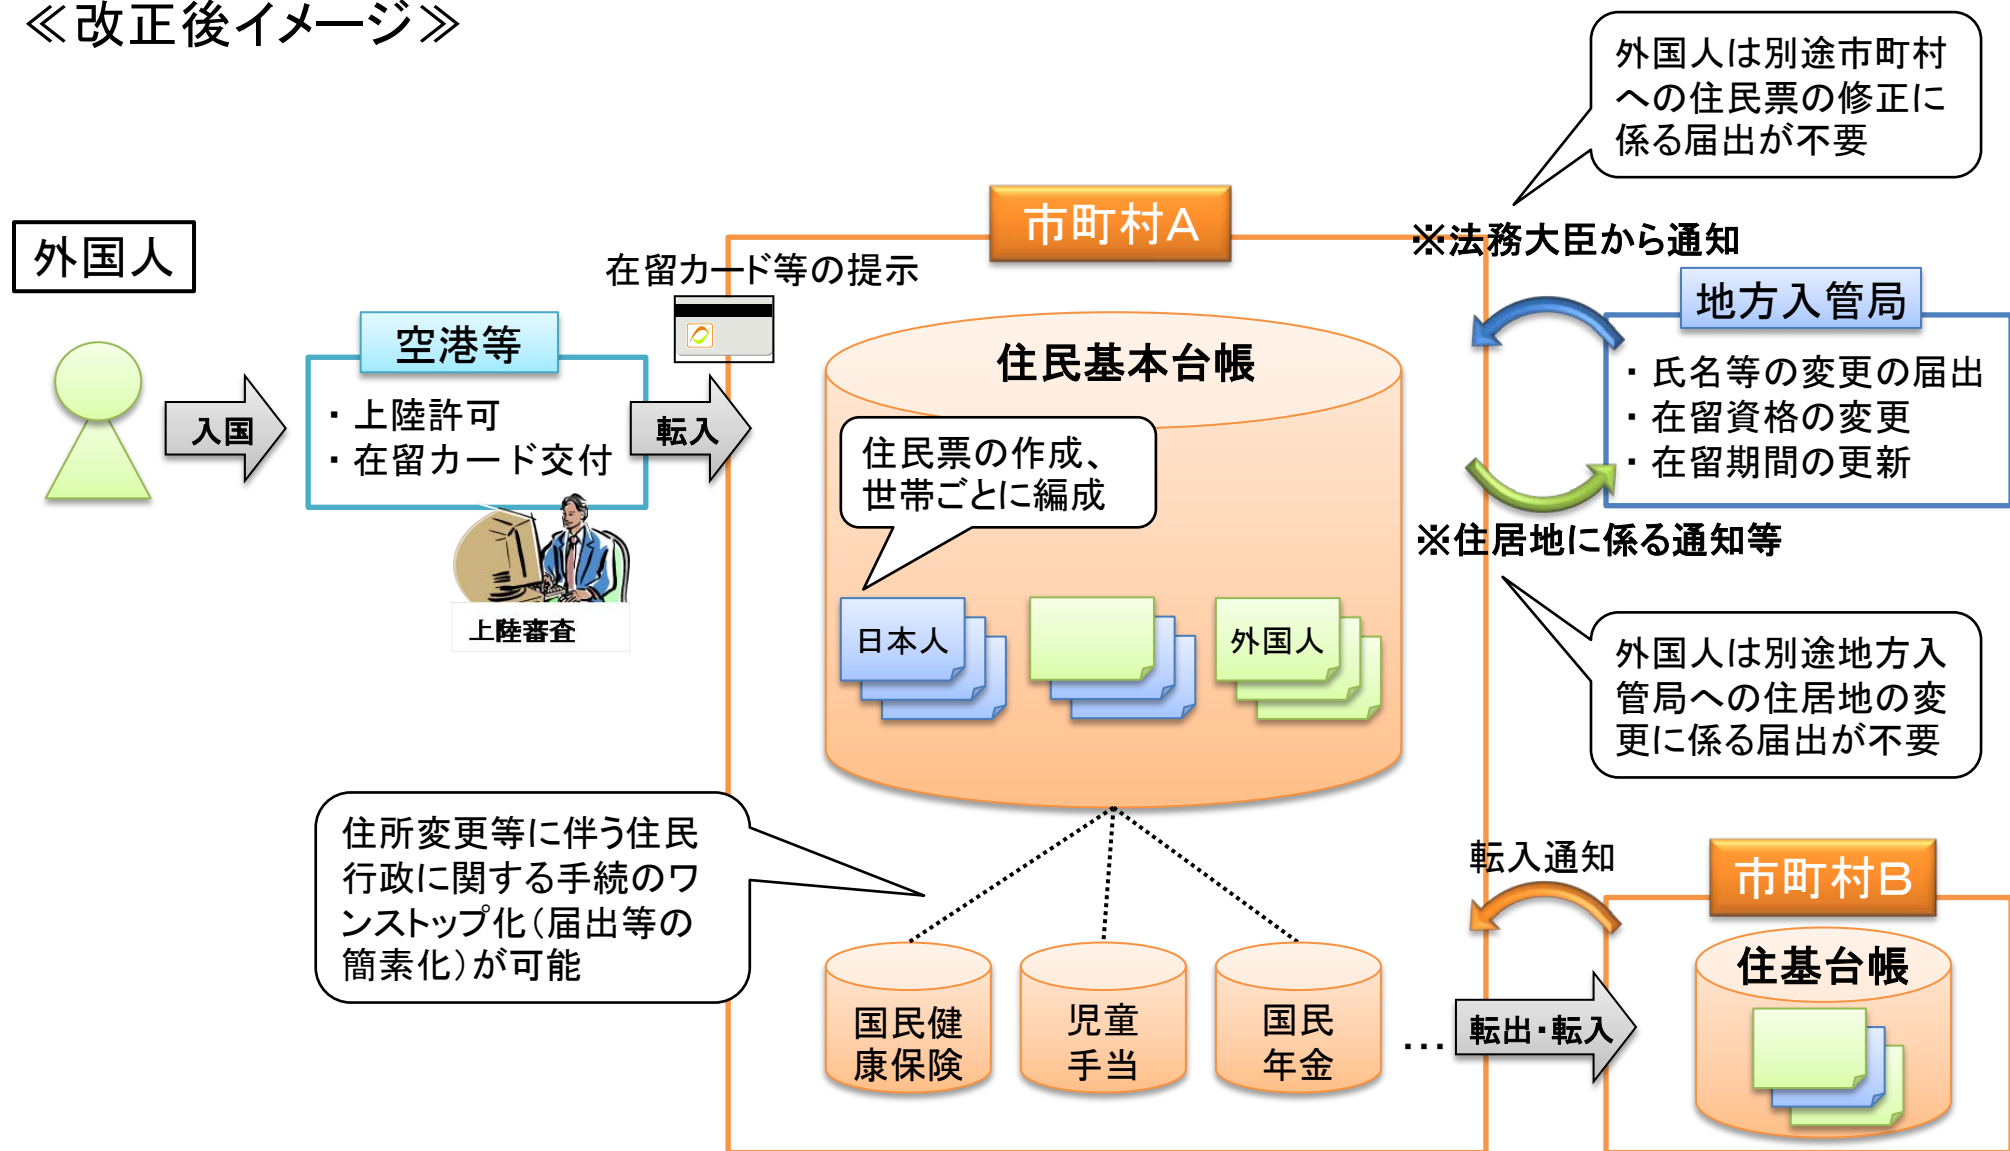 ≪改正後イメージ≫
外国人は別途市町村
への住民票の修正に
係る届出が不要
市町村A
※法務大臣から通知
外国人
在留カード等の提示
地方入管局
空港等
住民基本台帳
・氏名等の変更の届出
・在留資格の変更
・在留期間の更新
入国
・上陸許可
・在留カード交付
転入
住民票の作成、
世帯ごとに編成
※住居地に係る通知等
上陸審査
日本人
外国人
外国人は別途地方入
管局への住居地の変
更に係る届出が不要
住所変更等に伴う住民
行政に関する手続のワ
ンストップ化（届出等の
簡素化）が可能
転入通知
市町村B
住基台帳
国民健
康保険
児童
手当
国民
年金
…
転出・転入